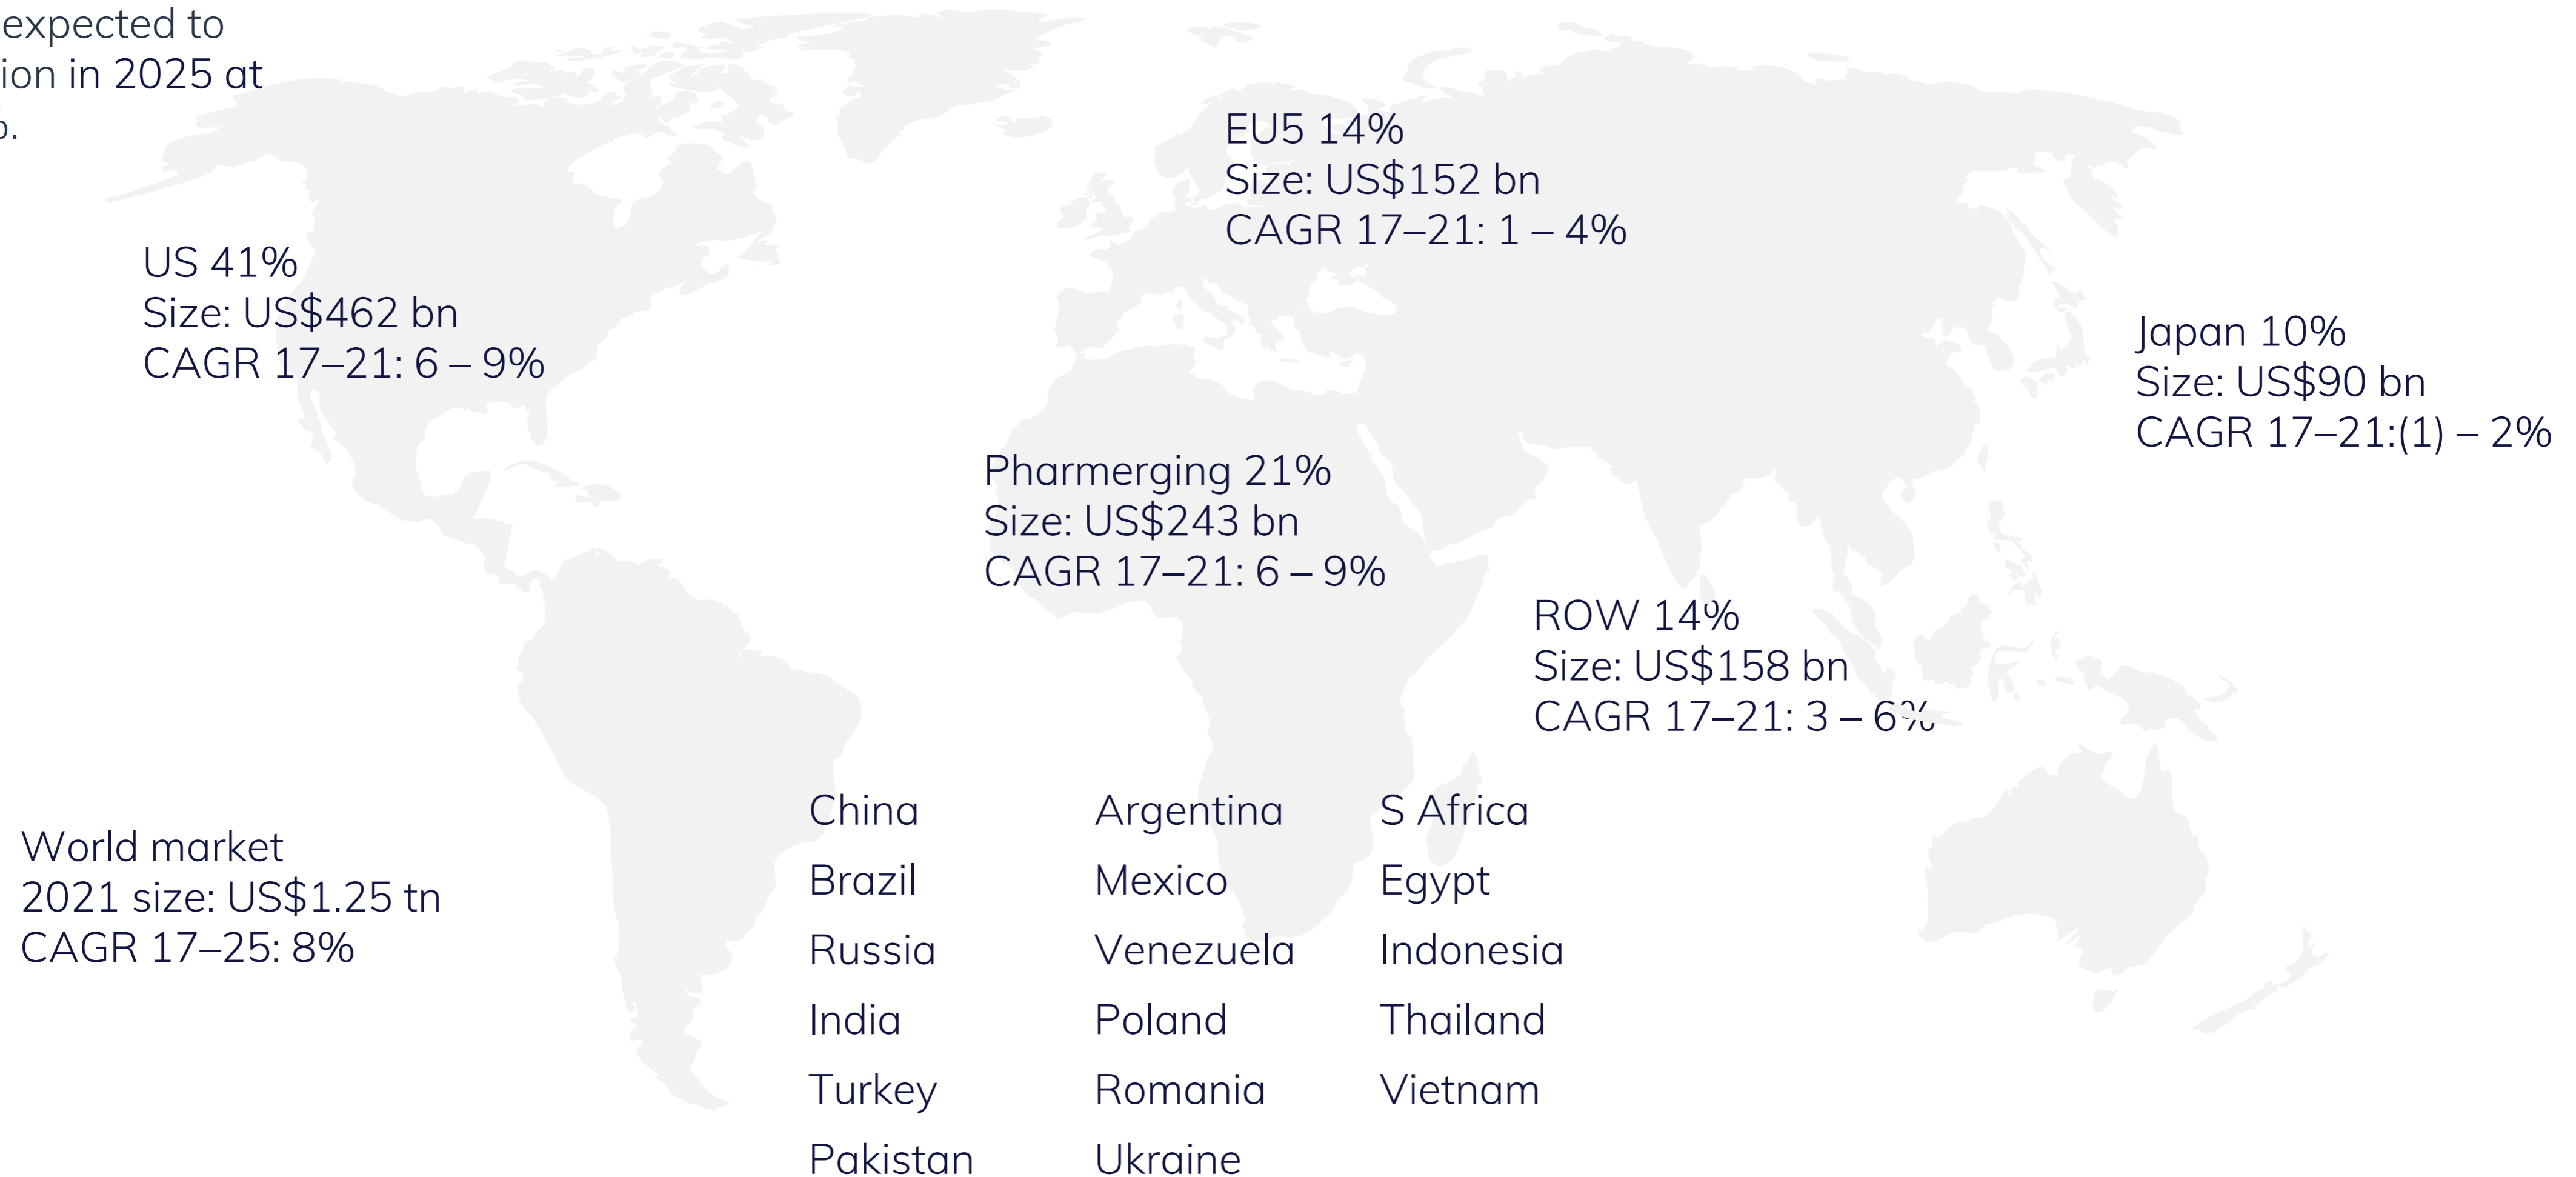 expected to
in 2025 at
EU5 14%
Size: US$152 bn
CAGR 17–21: 1 – 4%
US 41%
Size: US$462 bn
CAGR 17–21: 6 – 9%
Japan 10%
Size: US$90 bn
CAGR 17–21:(1) – 2%
Pharmerging 21%
Size: US$243 bn
CAGR 17–21: 6 – 9%
ROW 14%
Size: US$158 bn
CAGR 17–21: 3 – 6%
World market
2021 size: US$1.25 tn
CAGR 17–25: 8%
China
Brazil
Russia
India
Turkey
Pakistan
Argentina
Mexico
Venezuela
Poland
Romania
Ukraine
S Africa
Egypt
Indonesia
Thailand
Vietnam